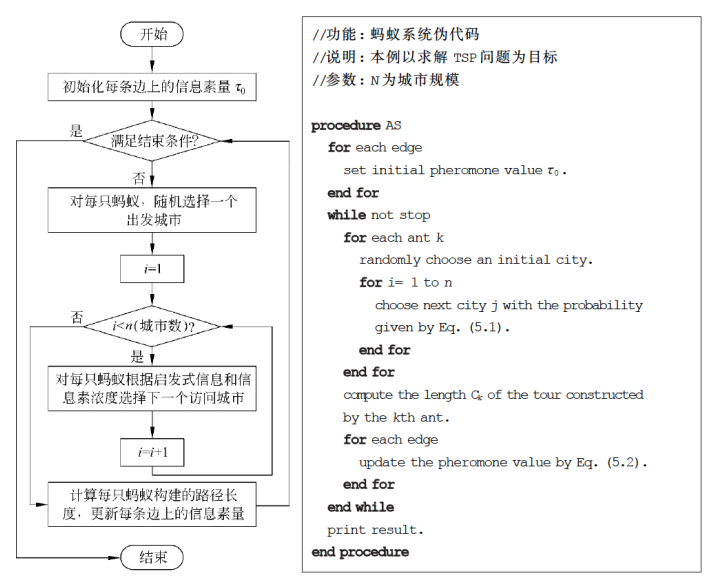 开始
初始化每条边上的信息素量 τ₀
满足结束条件?
是
否
对每只蚂蚁，随机选择一个
出发城市
i=1
i<n(城市数)?
否
是
对每只蚂蚁根据启发式信息和信
息素浓度选择下一个访问城市
i=i+1
计算每只蚂蚁构建的路径长
度，更新每条边上的信息素量
结束
//功能：蚂蚁系统伪代码
//说明：本例以求解 TSP 问题为目标
//参数：N 为城市规模
procedure AS
for each edge
set initial pheromone value τ₀.
end for
while not stop
for each ant k
randomly choose an initial city.
for i= 1 to n
choose next city j with the probability
given by Eq. (5.1).
end for
end for
compute the length Cₖ of the tour constructed
by the kth ant.
for each edge
update the pheromone value by Eq. (5.2).
end for
end while
print result.
end procedure